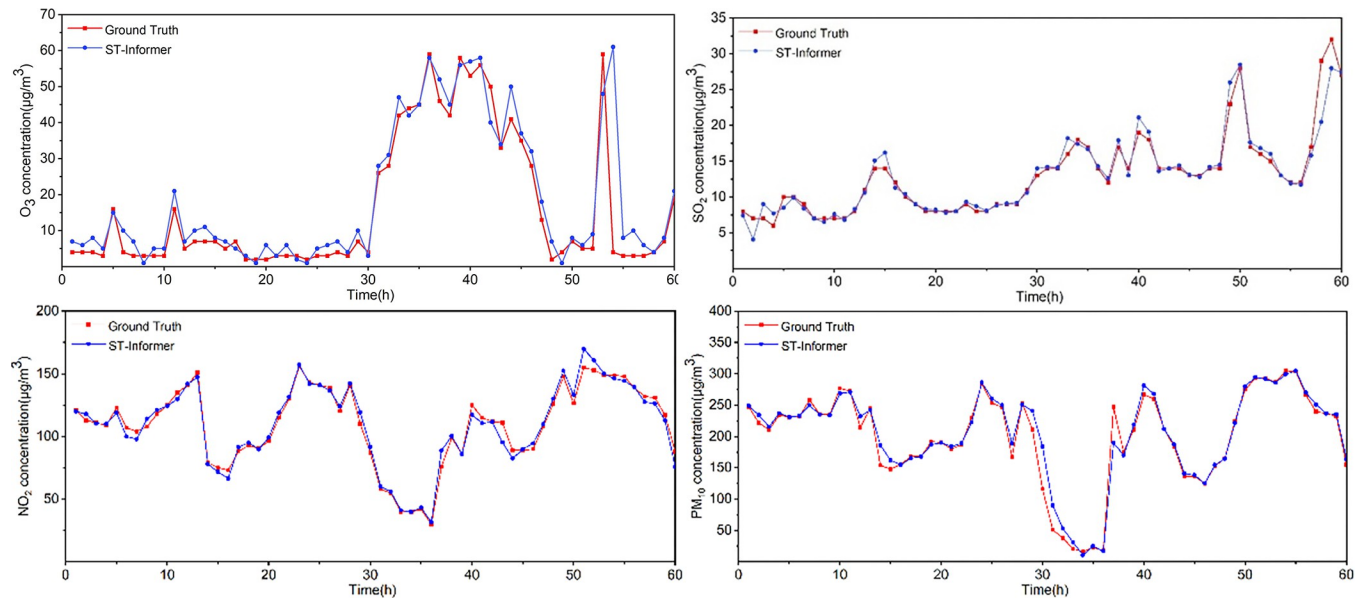 70
60
50
40
30
20
10
O3 concentration(μg/m3)
Ground Truth
ST-Informer
0 10 20 30 40 50 60
Time(h)
35
30
25
20
15
10
5
SO2 concentration(μg/m3)
Ground Truth
ST-Informer
0 10 20 30 40 50 60
Time(h)
200
150
100
50
NO2 concentration(μg/m3)
Ground Truth
ST-Informer
0 10 20 30 40 50 60
Time(h)
400
350
300
250
200
150
100
50
PM10 concentration(μg/m3)
Ground Truth
ST-Informer
0 10 20 30 40 50 60
Time(h)